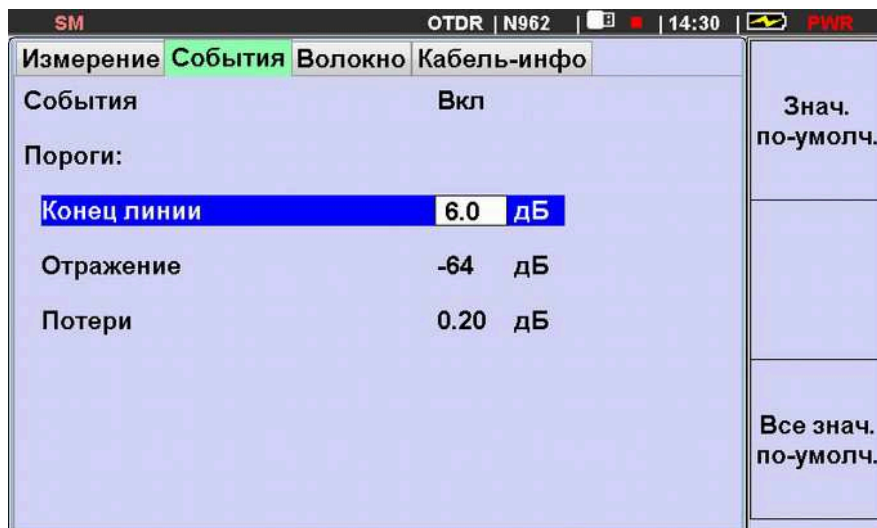 SM OTDR | N962 | | 14:30 | PWR
Измерение События Волокно Кабель-инфо
События Вкл
Пороги:
Конец линии 6.0 дБ
Отражение -64 дБ
Потери 0.20 дБ
Знач.
по-умолч.
Все знач.
по-умолч.